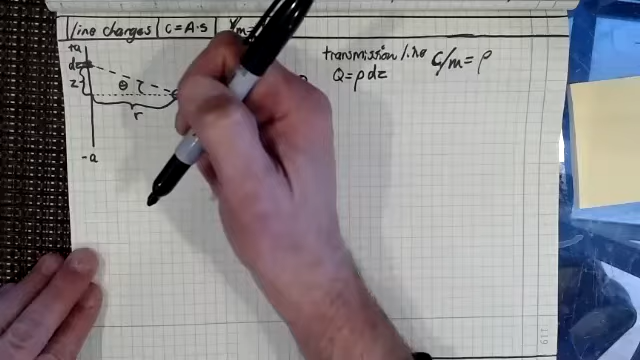 line charges | C = A·S | V/m =
transmission line C/m = ρ
Q = ρ dz
+a
dz
z
θ
r
-a